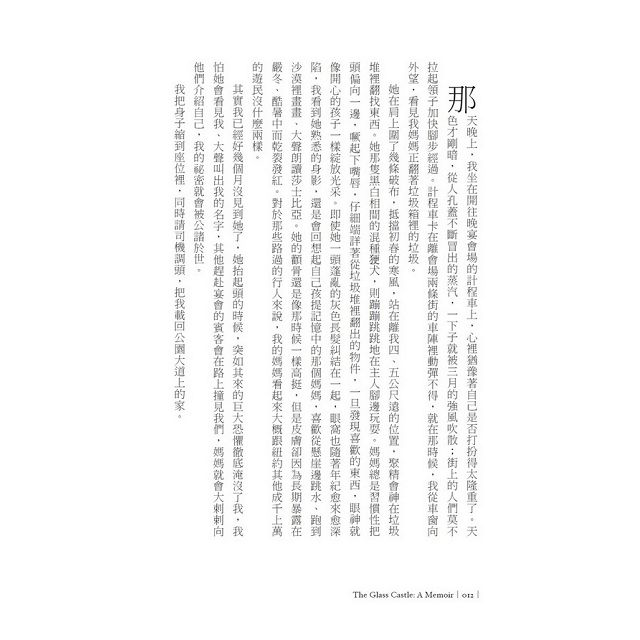 那天晚上，我坐在開往晚宴會場的計程車上，心裡猶豫著自己是否打扮得太隆重了。天
色才剛暗，從人孔蓋不斷冒出的蒸汽，一下子就被三月的強風吹散；街上的人們莫不
拉起領子加快腳步經過。計程車卡在離會場兩條街的車陣裡動彈不得，就在那時候，我從車窗向
外望，看見我媽媽正翻著垃圾箱裡的垃圾。
她在肩上圍了幾條破布，抵擋初春的寒風，站在離我四、五公尺遠的位置，聚精會神在垃圾
堆裡翻找東西。她那隻黑白相間的混種㹴犬，則蹦蹦跳跳地在主人腳邊玩耍。媽媽總是習慣性把
頭偏向一邊，噘起下嘴唇，仔細端詳著從垃圾堆裡翻出的物件，一旦發現喜歡的東西，眼神就
像開心的孩子一樣綻放光采。即使她一頭蓬亂的灰色長髮糾結在一起，眼窩也隨著年紀愈來愈深
陷，我看到她熟悉的身影，還是會回想起自己孩提記憶中的那個媽媽，喜歡從懸崖邊跳水、跑到
沙漠裡畫畫、大聲朗讀莎士比亞。她的顴骨還是像那時候一樣高挺，但是皮膚卻因為長期暴露在
嚴冬、酷暑中而乾裂發紅。對於那些路過的行人來說，我的媽媽看起來大概跟紐約其他成千上萬
的遊民沒什麼兩樣。
其實我已經好幾個月沒見到她了，她抬起頭的時候，突如其來的巨大恐懼徹底淹沒了我，我
怕她會看見我、大聲叫出我的名字，其他趕赴宴會的賓客會在路上撞見我們，媽媽就會大剌剌向
他們介紹自己，我的祕密就會被公諸於世。
我把身子縮到座位裡，同時請司機調頭，把我載回公園大道上的家。
The Glass Castle: A Memoir | 012 |